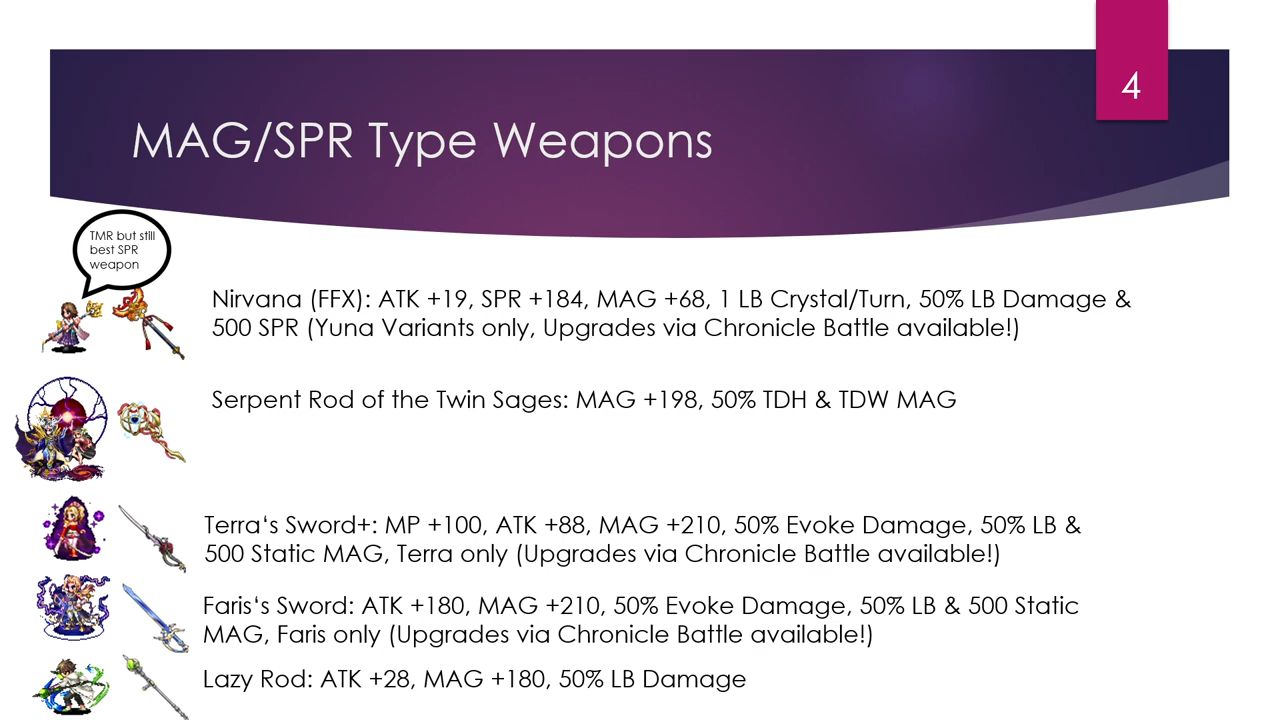 4
MAG/SPR Type Weapons
TMR but still
best SPR
weapon
Nirvana (FFX): ATK +19, SPR +184, MAG +68, 1 LB Crystal/Turn, 50% LB Damage &
500 SPR (Yuna Variants only, Upgrades via Chronicle Battle available!)
Serpent Rod of the Twin Sages: MAG +198, 50% TDH & TDW MAG
Terra‘s Sword+: MP +100, ATK +88, MAG +210, 50% Evoke Damage, 50% LB &
500 Static MAG, Terra only (Upgrades via Chronicle Battle available!)
Faris‘s Sword: ATK +180, MAG +210, 50% Evoke Damage, 50% LB & 500 Static
MAG, Faris only (Upgrades via Chronicle Battle available!)
Lazy Rod: ATK +28, MAG +180, 50% LB Damage